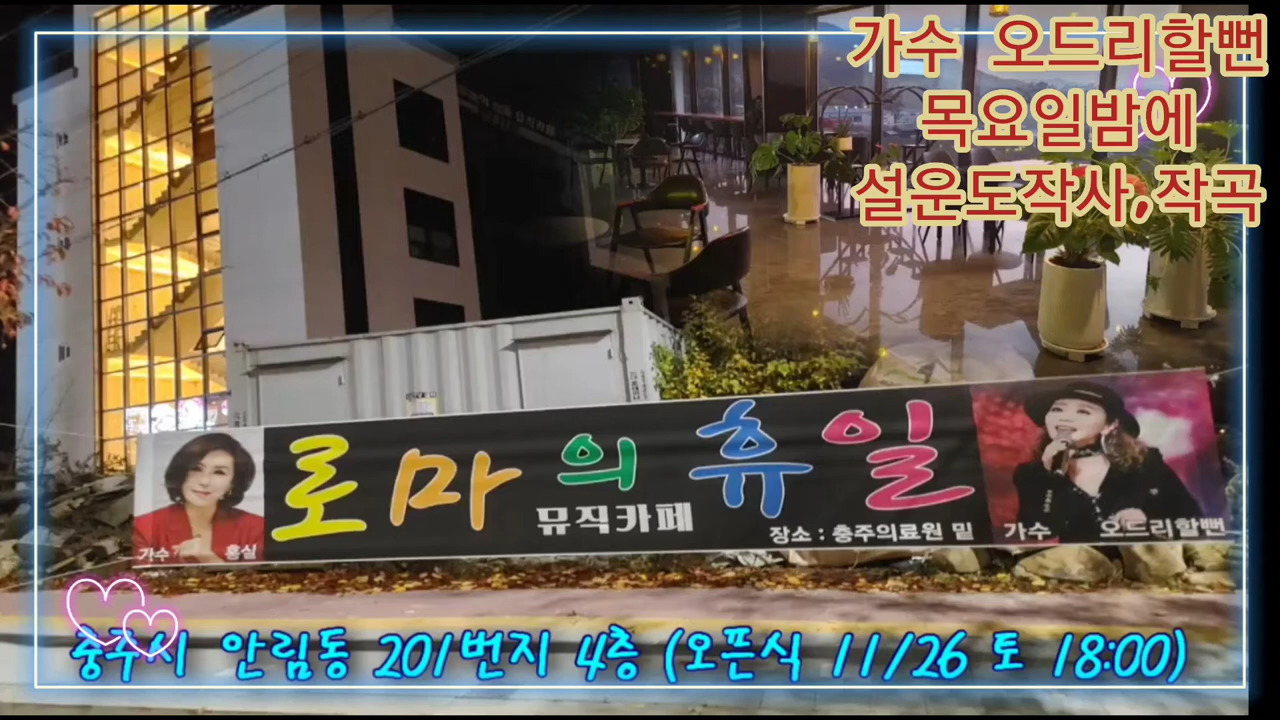 가수 오드리할뻔
목요일밤에
설운도작사,작곡
로마의휴일
뮤직카페
장소 : 충주의료원 밑
가수 홍실
가수 오드리할뻔
충주시 안림동 201번지 4층 (오픈식 11/26 토 18:00)